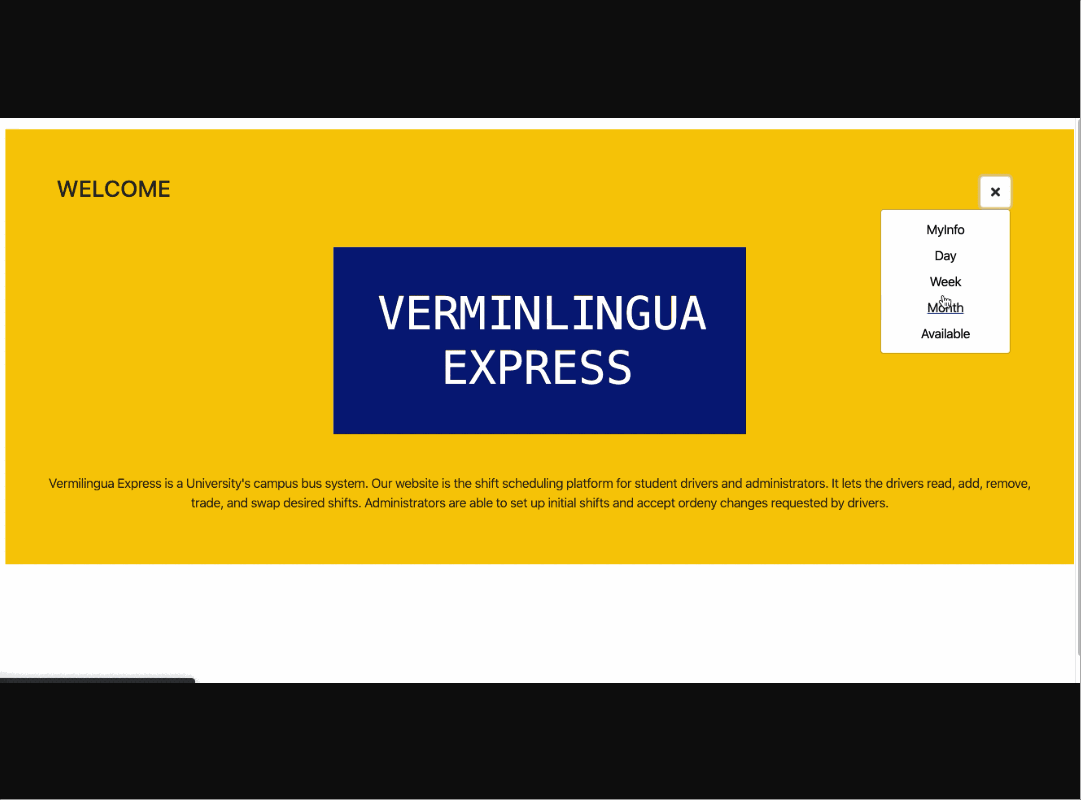 WELCOME
×
MyInfo
Day
Week
Month
Available
VERMINLINGUA
EXPRESS
Vermilingua Express is a University's campus bus system. Our website is the shift scheduling platform for student drivers and administrators. It lets the drivers read, add, remove,
trade, and swap desired shifts. Administrators are able to set up initial shifts and accept ordeny changes requested by drivers.